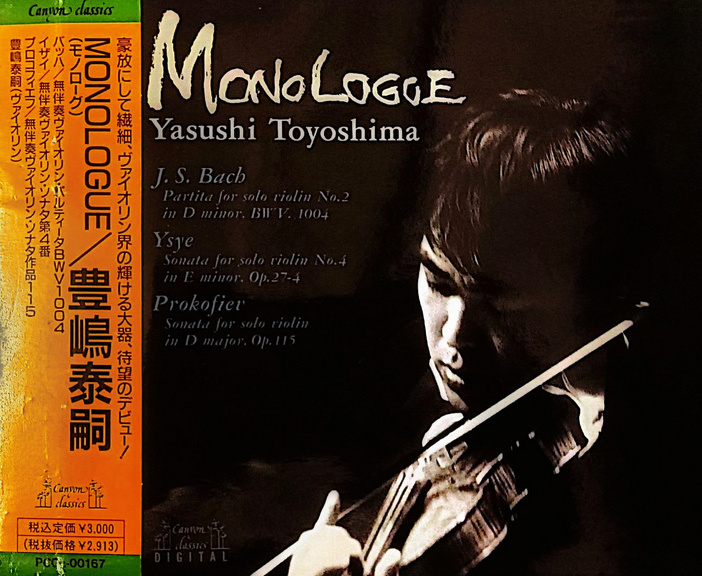 Canyon classics
豪放にして繊細、ヴァイオリン界の輝ける大器、待望のデビュー!
MONOLOGUE/豊嶋泰嗣
(モノローグ)
バッハ/無伴奏ヴァイオリン・パルティータBWV1004
イザイ/無伴奏ヴァイオリン・ソナタ第4番
プロコフィエフ/無伴奏ヴァイオリン・ソナタ作品115
豊嶋泰嗣(ヴァイオリン)
Canyon
classics
税込定価¥3,000
(税抜価格¥2,913)
-00167
MONOLOGUE
Yasushi Toyoshima
J. S. Bach
Partita for solo violin No.2
in D minor. BWV. 1004
Ysye
Sonata for solo violin No.4
in E minor. Op.27-4
Prokofiev
Sonata for solo violin
in D major. Op.115
Canyon
classics
DIGITAL